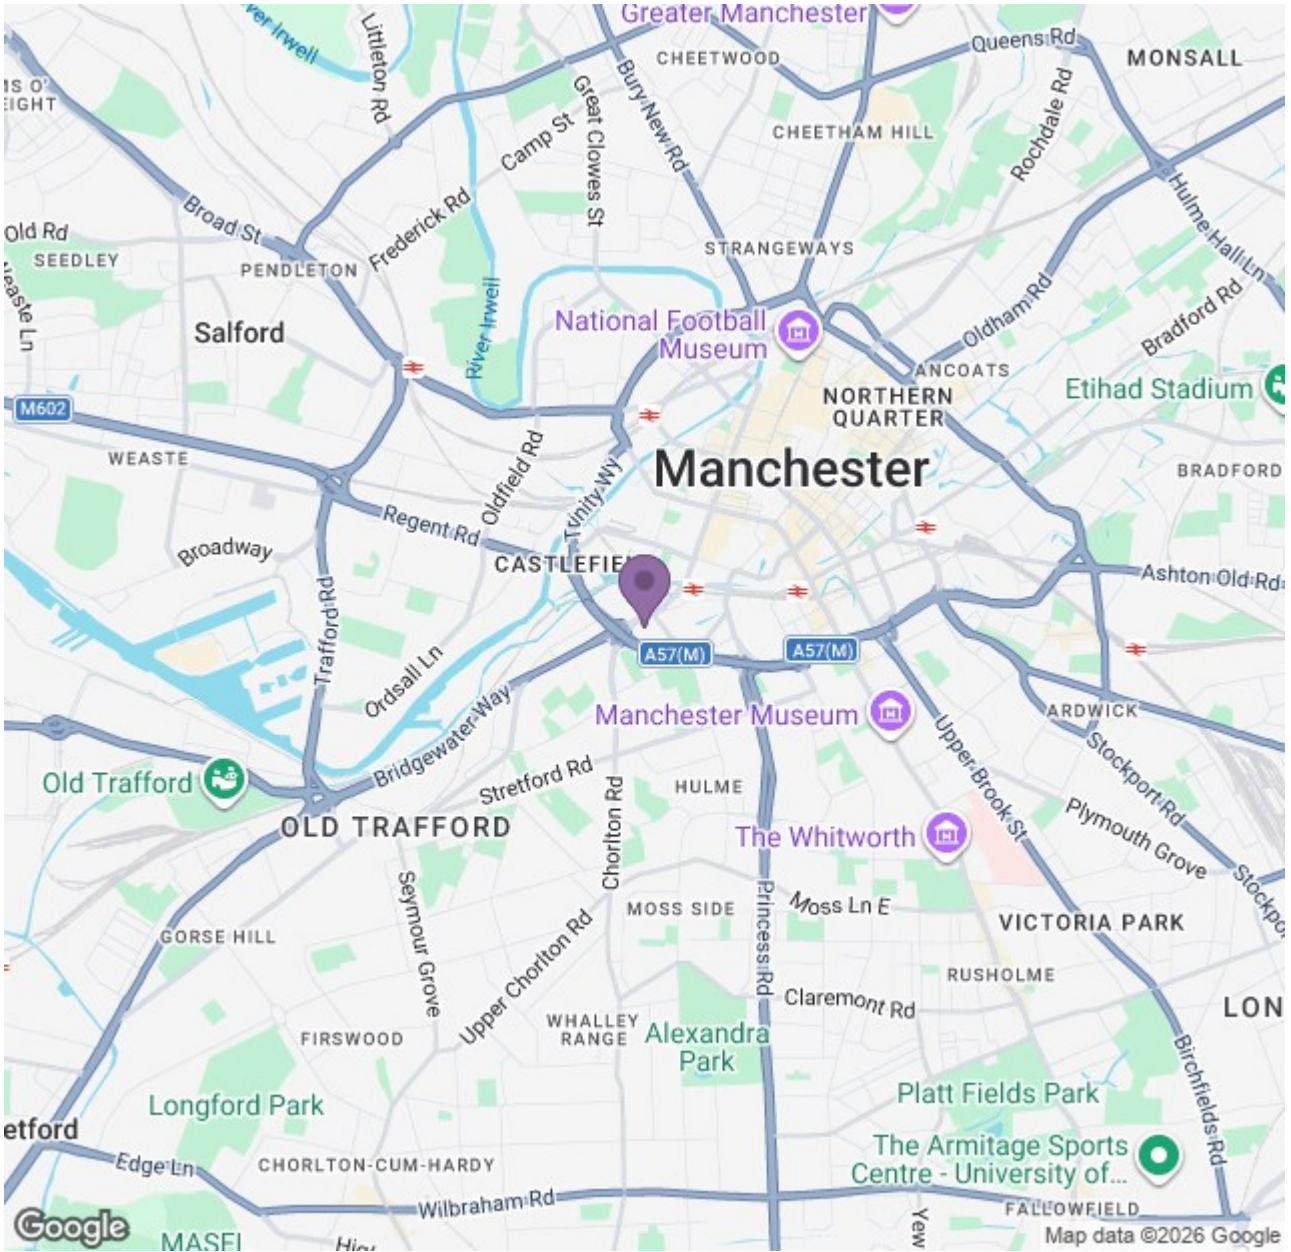 Greater Manchester
Queens Rd
MONSALL
CHEETWOOD
Littleton Rd
Bury New Rd
Great Clowes St
Camp St
CHEETHAM HILL
Rochdale Rd
Hulme Hall Ln
Broad St
Frederick Rd
Old Rd
SEEDLEY
PENDLETON
STRANGEWAYS
River Irwell
Oldham Rd
Bradford Rd
Salford
National Football
Museum
ANCOATS
Etihad Stadium
NORTHERN
QUARTER
M602
WEASTE
Oldfield Rd
Trinity Wy
Manchester
BRADFORD
Regent Rd
Broadway
Ashton Old Rd
Trafford Rd
Ordsall Ln
A57(M)
A57(M)
Bridgewater Way
Manchester Museum
ARDWICK
Upper Brook St
Stockport Rd
Old Trafford
Stretford Rd
HULME
Chorlton Rd
OLD TRAFFORD
The Whitworth
Plymouth Grove
Seymour Grove
MOSS SIDE
Princess Rd
Moss Ln E
VICTORIA PARK
GORSE HILL
Upper Chorlton Rd
RUSHOLME
Claremont Rd
LON
FIRSWOOD
WHALLEY
RANGE
Alexandra
Park
Birchfields Rd
Longford Park
Platt Fields Park
etford
The Armitage Sports
Centre - University of...
Edge Ln
CHORLTON-CUM-HARDY
Wilbraham Rd
FALLOWFIELD
Yew
Google
Map data ©2026 Google